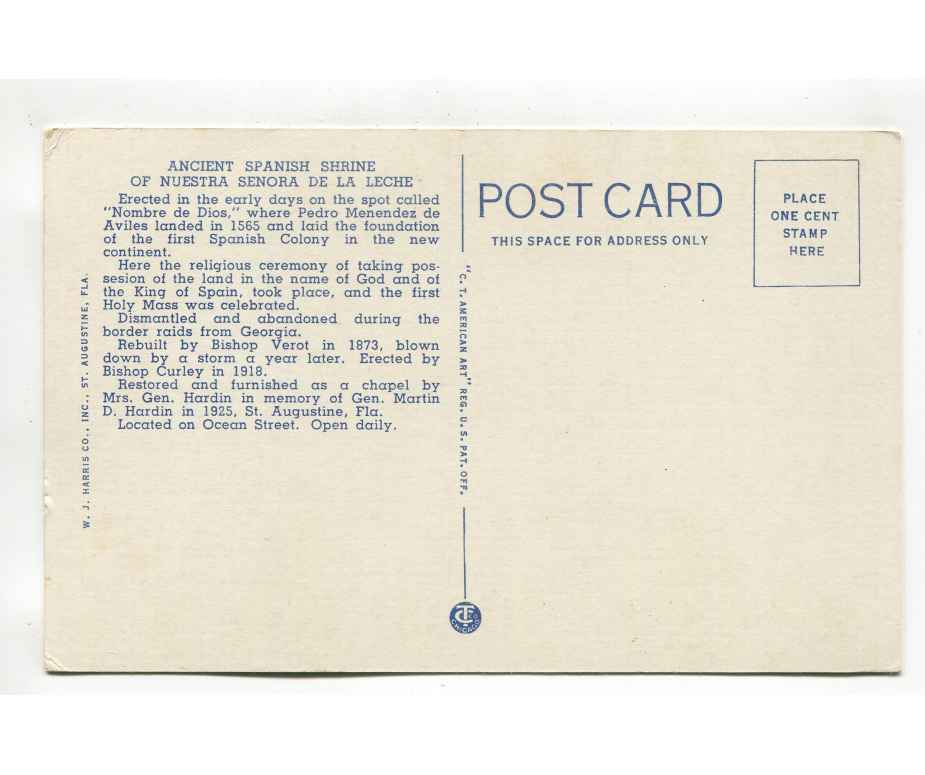 ANCIENT SPANISH SHRINE
OF NUESTRA SENORA DE LA LECHE
Erected in the early days on the spot called
"Nombre de Dios," where Pedro Menendez de
Aviles landed in 1565 and laid the foundation
of the first Spanish Colony in the new
continent.
Here the religious ceremony of taking pos-
sesion of the land in the name of God and of
the King of Spain, took place, and the first
Holy Mass was celebrated.
Dismantled and abandoned during the
border raids from Georgia.
Rebuilt by Bishop Verot in 1873, blown
down by a storm a year later. Erected by
Bishop Curley in 1918.
Restored and furnished as a chapel by
Mrs. Gen. Hardin in memory of Gen. Martin
D. Hardin in 1925, St. Augustine, Fla.
Located on Ocean Street. Open daily.
W. J. HARRIS CO., INC., ST. AUGUSTINE, FLA.
"C. T. AMERICAN ART" REG. U. S. PAT. OFF.
CTCO
CHICAGO
POST CARD
THIS SPACE FOR ADDRESS ONLY
PLACE
ONE CENT
STAMP
HERE